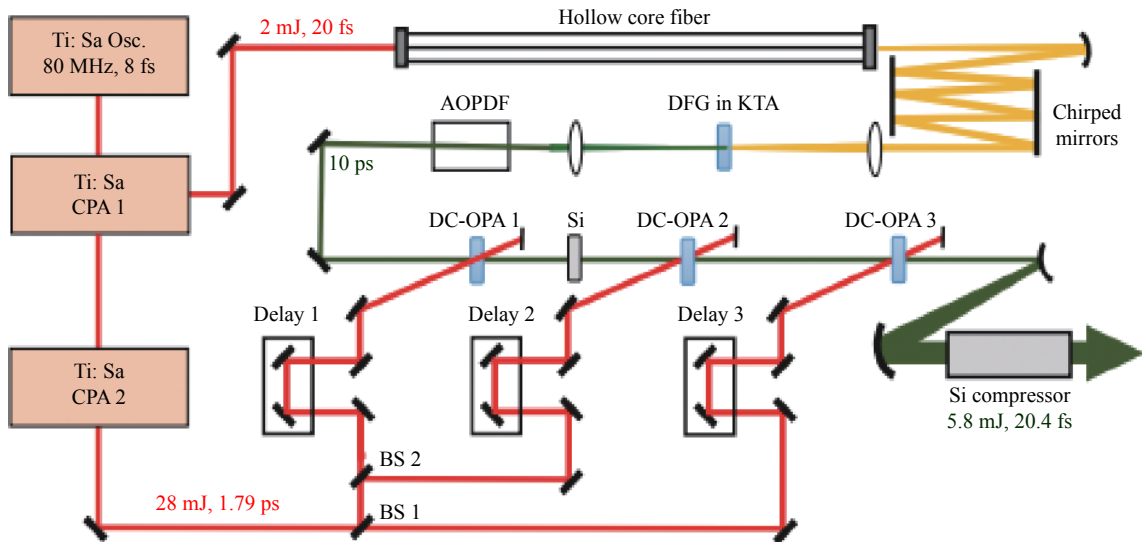 Hollow core fiber
2 mJ, 20 fs
Ti: Sa Osc.
80 MHz, 8 fs
AOPDF
DFG in KTA
Chirped
mirrors
10 ps
Ti: Sa
CPA 1
DC-OPA 1
Si
DC-OPA 2
DC-OPA 3
Delay 1
Delay 2
Delay 3
Ti: Sa
CPA 2
Si compressor
5.8 mJ, 20.4 fs
BS 2
28 mJ, 1.79 ps
BS 1